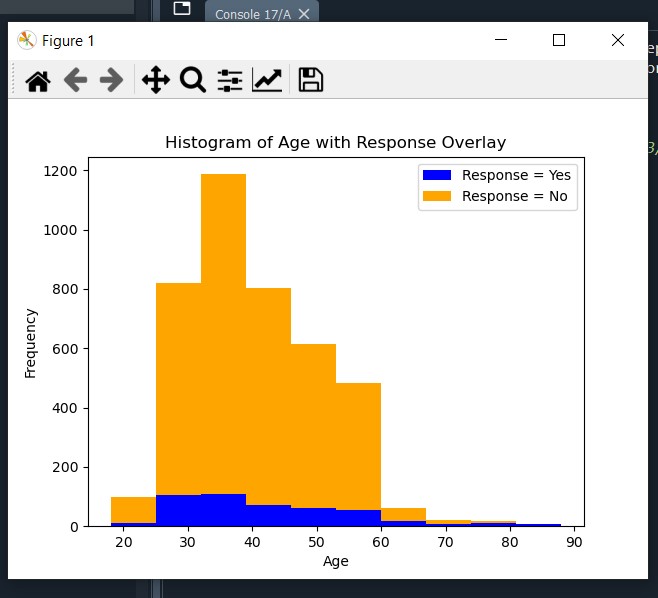 Console 17/A
Figure 1
Histogram of Age with Response Overlay
Response = Yes
Response = No
1200
1000
800
600
400
200
0
Frequency
20 30 40 50 60 70 80 90
Age